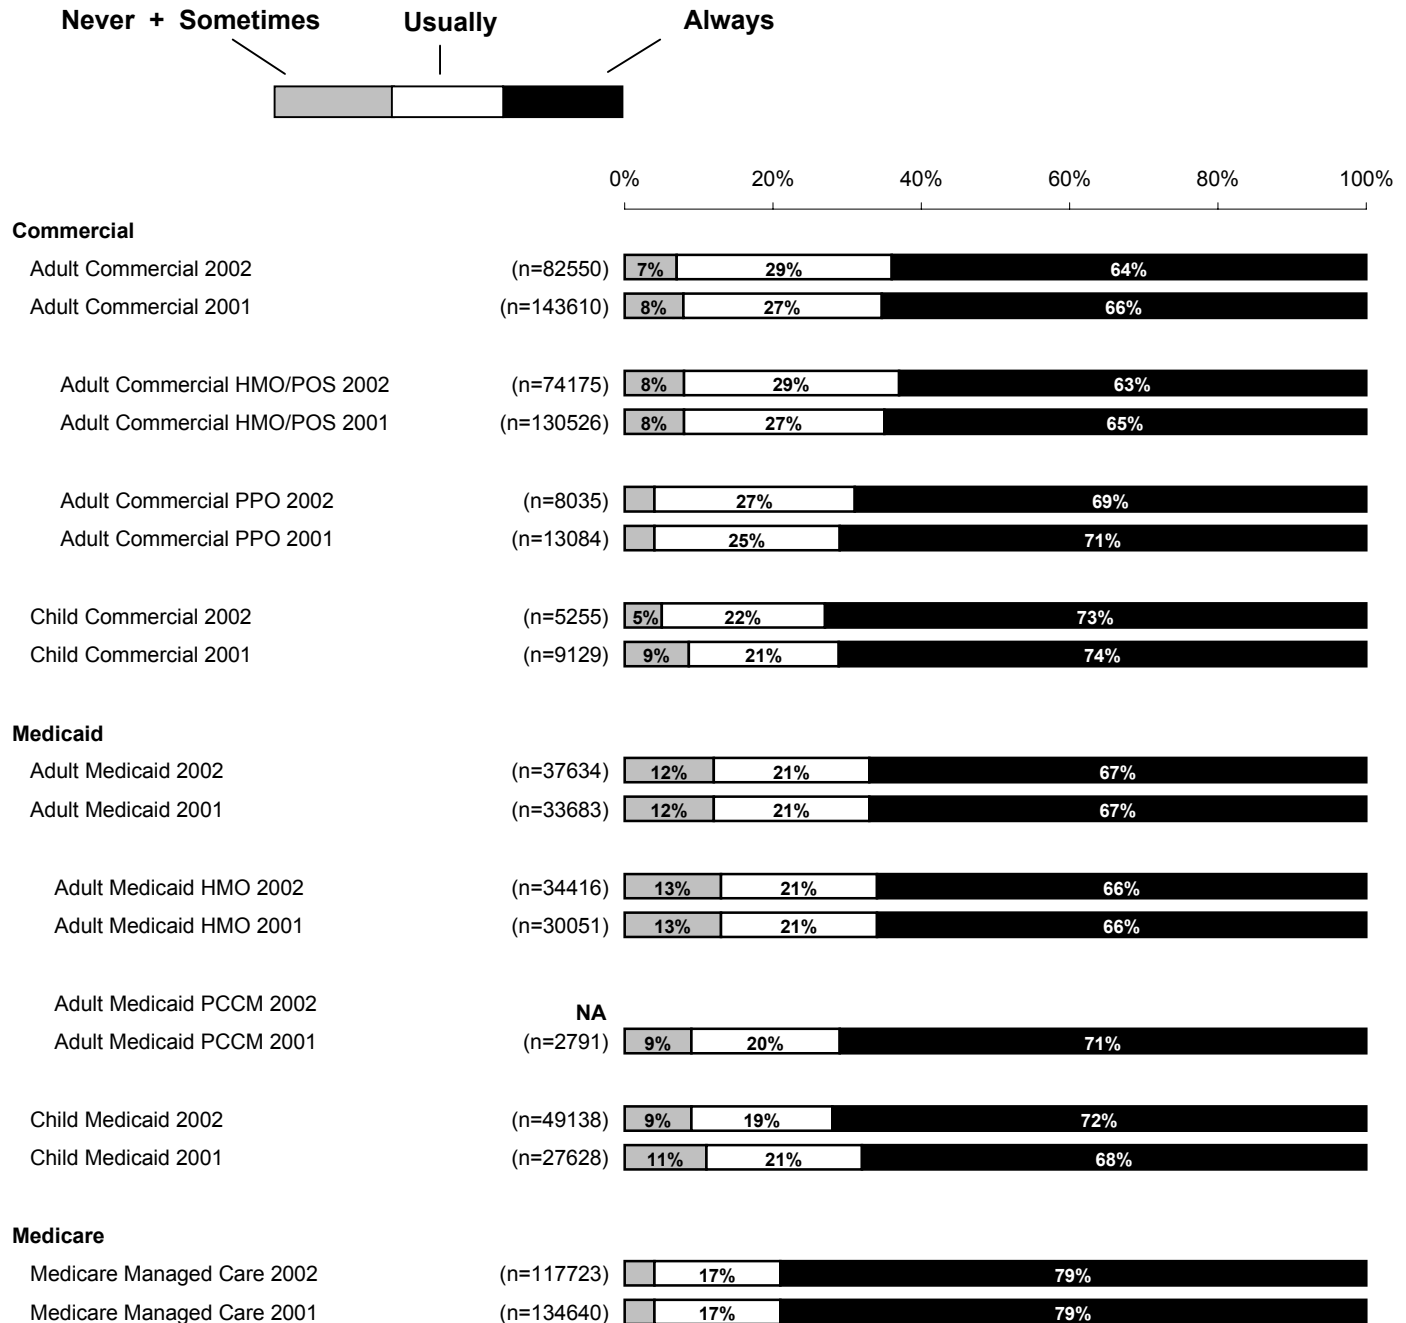 Never + Sometimes Usually Always
0% 20% 40% 60% 80% 100%
Commercial
Adult Commercial 2002 (n=82550) 7% 29% 64%
Adult Commercial 2001 (n=143610) 8% 27% 66%
Adult Commercial HMO/POS 2002 (n=74175) 8% 29% 63%
Adult Commercial HMO/POS 2001 (n=130526) 8% 27% 65%
Adult Commercial PPO 2002 (n=8035) 27% 69%
Adult Commercial PPO 2001 (n=13084) 25% 71%
Child Commercial 2002 (n=5255) 5% 22% 73%
Child Commercial 2001 (n=9129) 9% 21% 74%
Medicaid
Adult Medicaid 2002 (n=37634) 12% 21% 67%
Adult Medicaid 2001 (n=33683) 12% 21% 67%
Adult Medicaid HMO 2002 (n=34416) 13% 21% 66%
Adult Medicaid HMO 2001 (n=30051) 13% 21% 66%
Adult Medicaid PCCM 2002 NA
Adult Medicaid PCCM 2001 (n=2791) 9% 20% 71%
Child Medicaid 2002 (n=49138) 9% 19% 72%
Child Medicaid 2001 (n=27628) 11% 21% 68%
Medicare
Medicare Managed Care 2002 (n=117723) 17% 79%
Medicare Managed Care 2001 (n=134640) 17% 79%